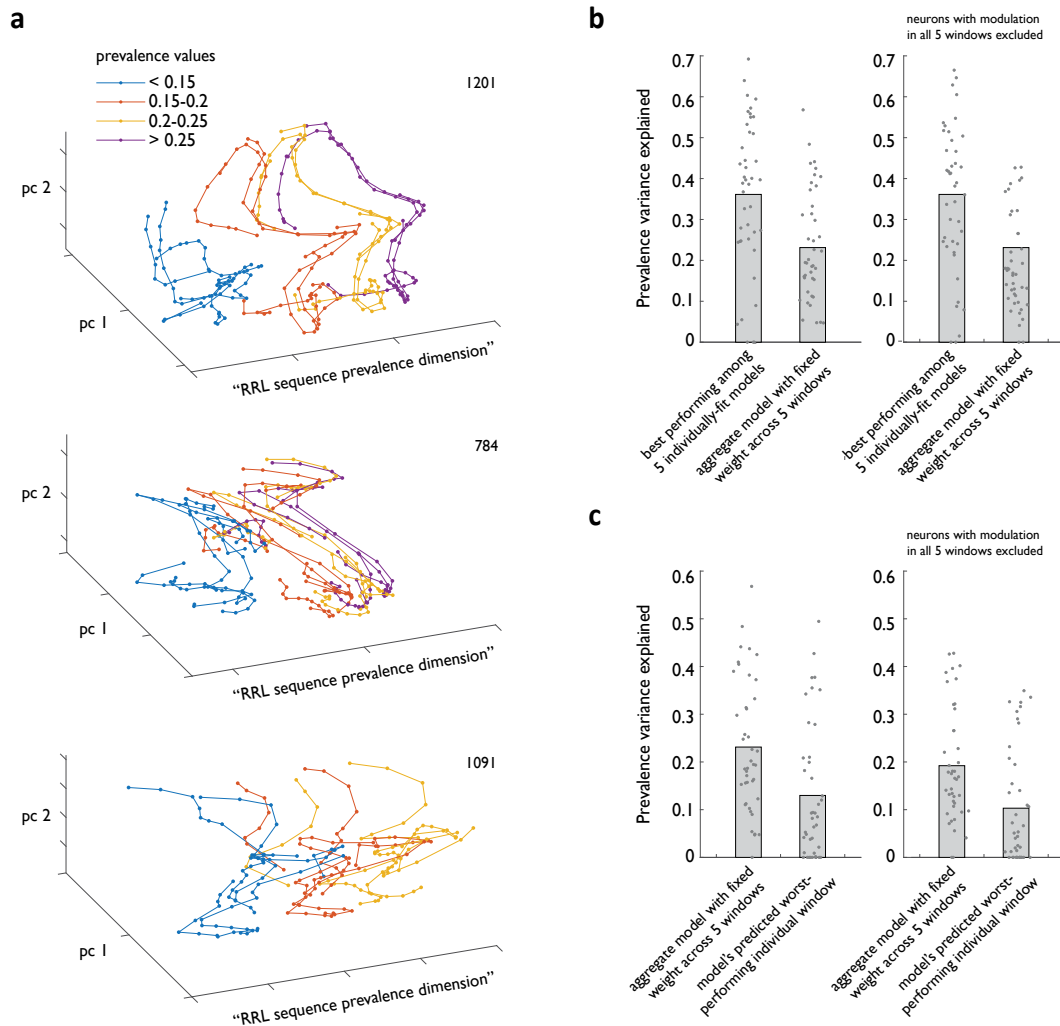 a
prevalence values
< 0.15
0.15-0.2
0.2-0.25
> 0.25
1201
pc 2
pc 1
“RRL sequence prevalence dimension”
784
pc 2
pc 1
“RRL sequence prevalence dimension”
1091
pc 2
pc 1
“RRL sequence prevalence dimension”
b
neurons with modulation
in all 5 windows excluded
Prevalence variance explained
0.7
0.6
0.5
0.4
0.3
0.2
0.1
0
best performing among
5 individually-fit models
aggregate model with fixed
weight across 5 windows
0.7
0.6
0.5
0.4
0.3
0.2
0.1
0
best performing among
5 individually-fit models
aggregate model with fixed
weight across 5 windows
c
neurons with modulation
in all 5 windows excluded
Prevalence variance explained
0.6
0.5
0.4
0.3
0.2
0.1
0
aggregate model with fixed
weight across 5 windows
model’s predicted worst-
performing individual window
0.6
0.5
0.4
0.3
0.2
0.1
0
aggregate model with fixed
weight across 5 windows
model’s predicted worst-
performing individual window